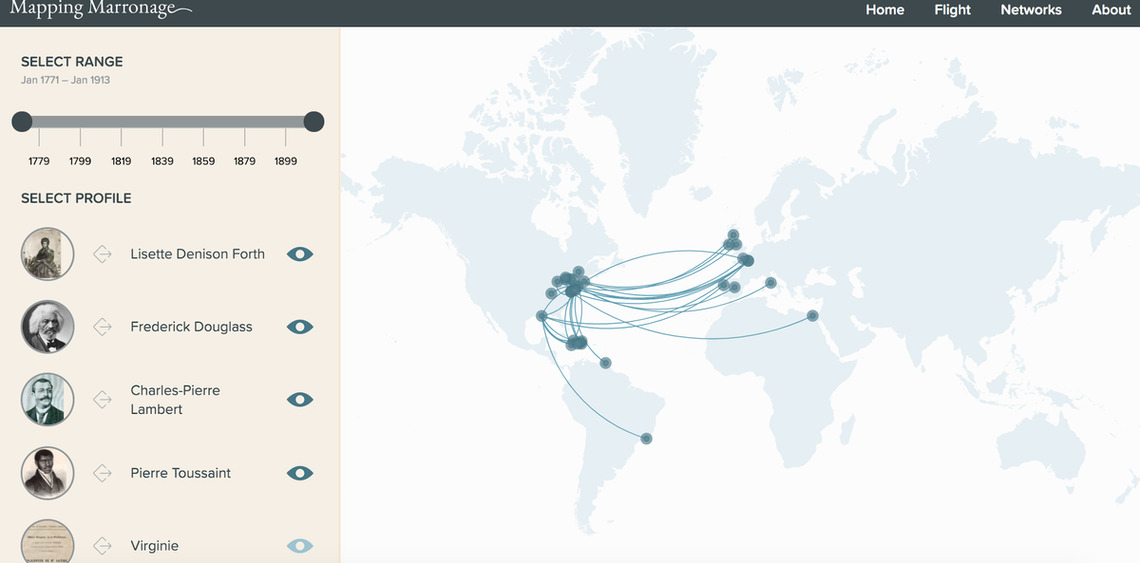 Mapping Marronage
Home Flight Networks About
SELECT RANGE
Jan 1771 – Jan 1913
1779 1799 1819 1839 1859 1879 1899
SELECT PROFILE
Lisette Denison Forth
Frederick Douglass
Charles-Pierre
Lambert
Pierre Toussaint
Virginie